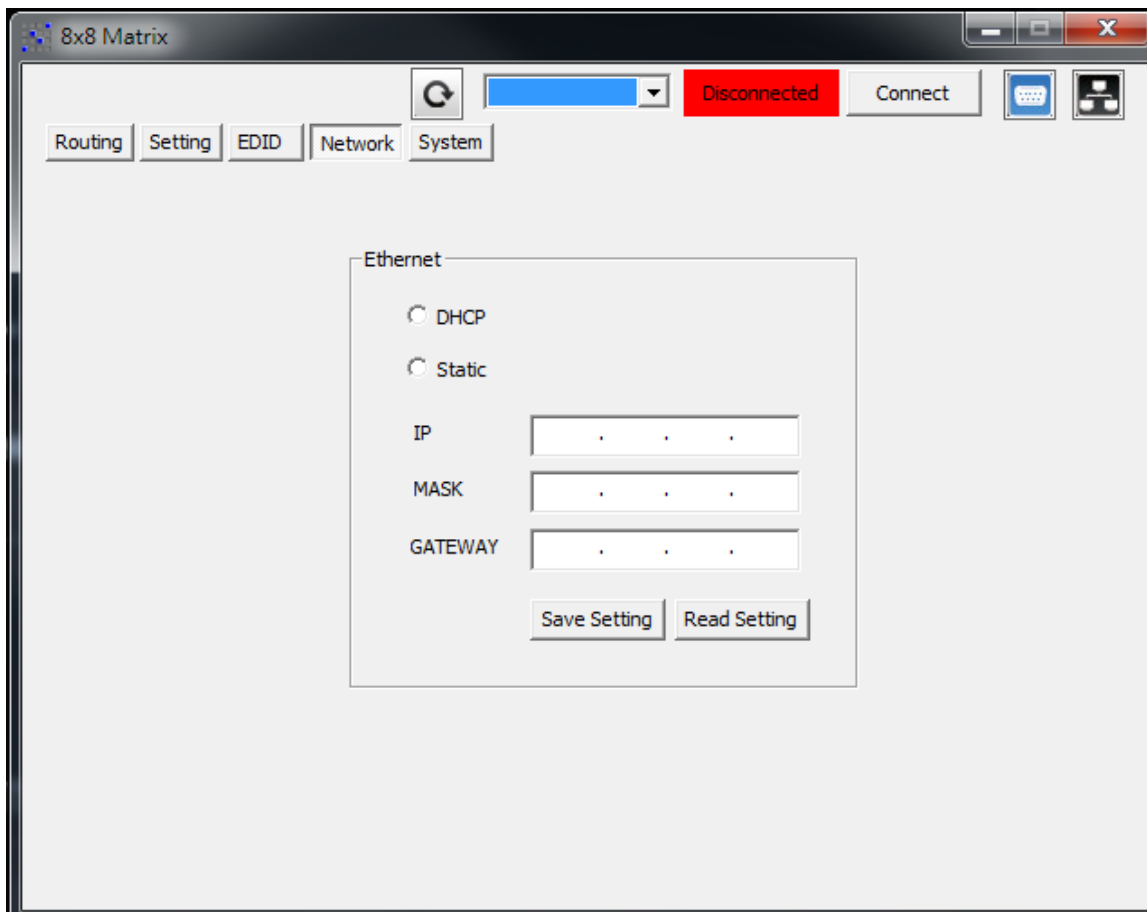 8x8 Matrix
Disconnected Connect
Routing Setting EDID Network System
Ethernet
DHCP
Static
IP . . .
MASK . . .
GATEWAY . . .
Save Setting Read Setting